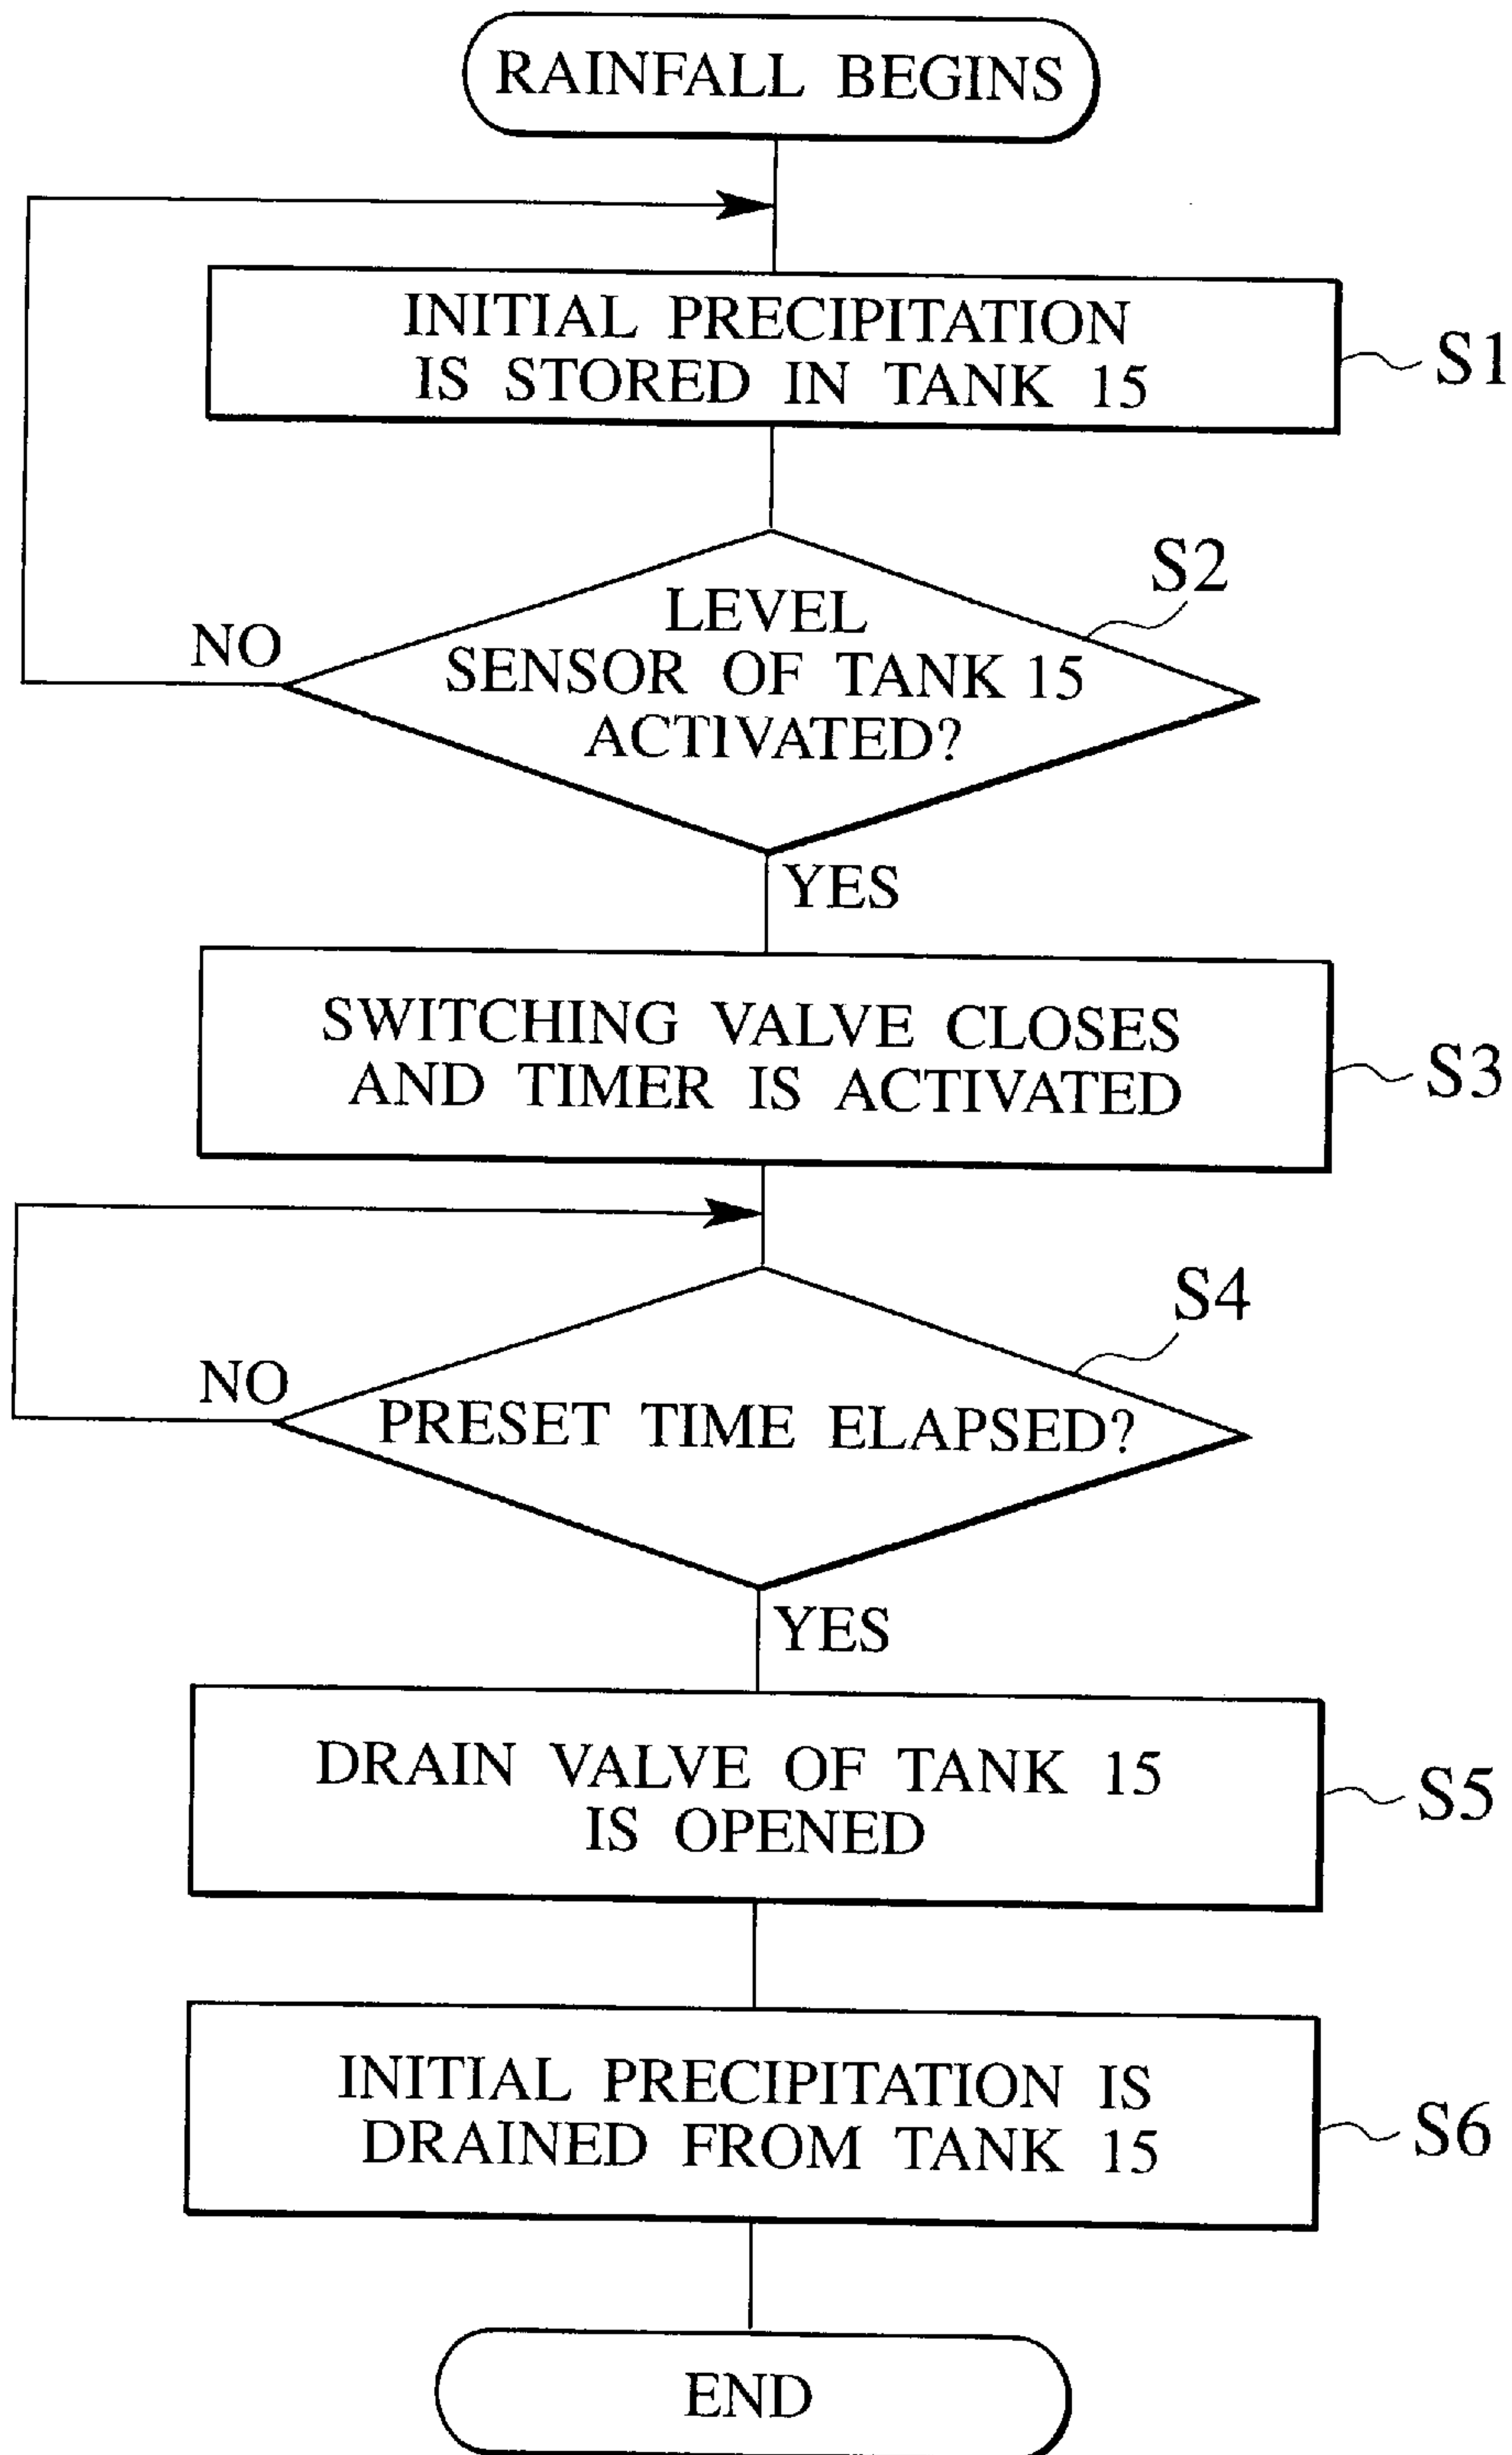 RAINFALL BEGINS
INITIAL PRECIPITATION
IS STORED IN TANK 15
S1
S2
LEVEL
SENSOR OF TANK 15
ACTIVATED?
NO
YES
SWITCHING VALVE CLOSES
AND TIMER IS ACTIVATED
S3
S4
NO
PRESET TIME ELAPSED?
YES
DRAIN VALVE OF TANK 15
IS OPENED
S5
INITIAL PRECIPITATION IS
DRAINED FROM TANK 15
S6
END